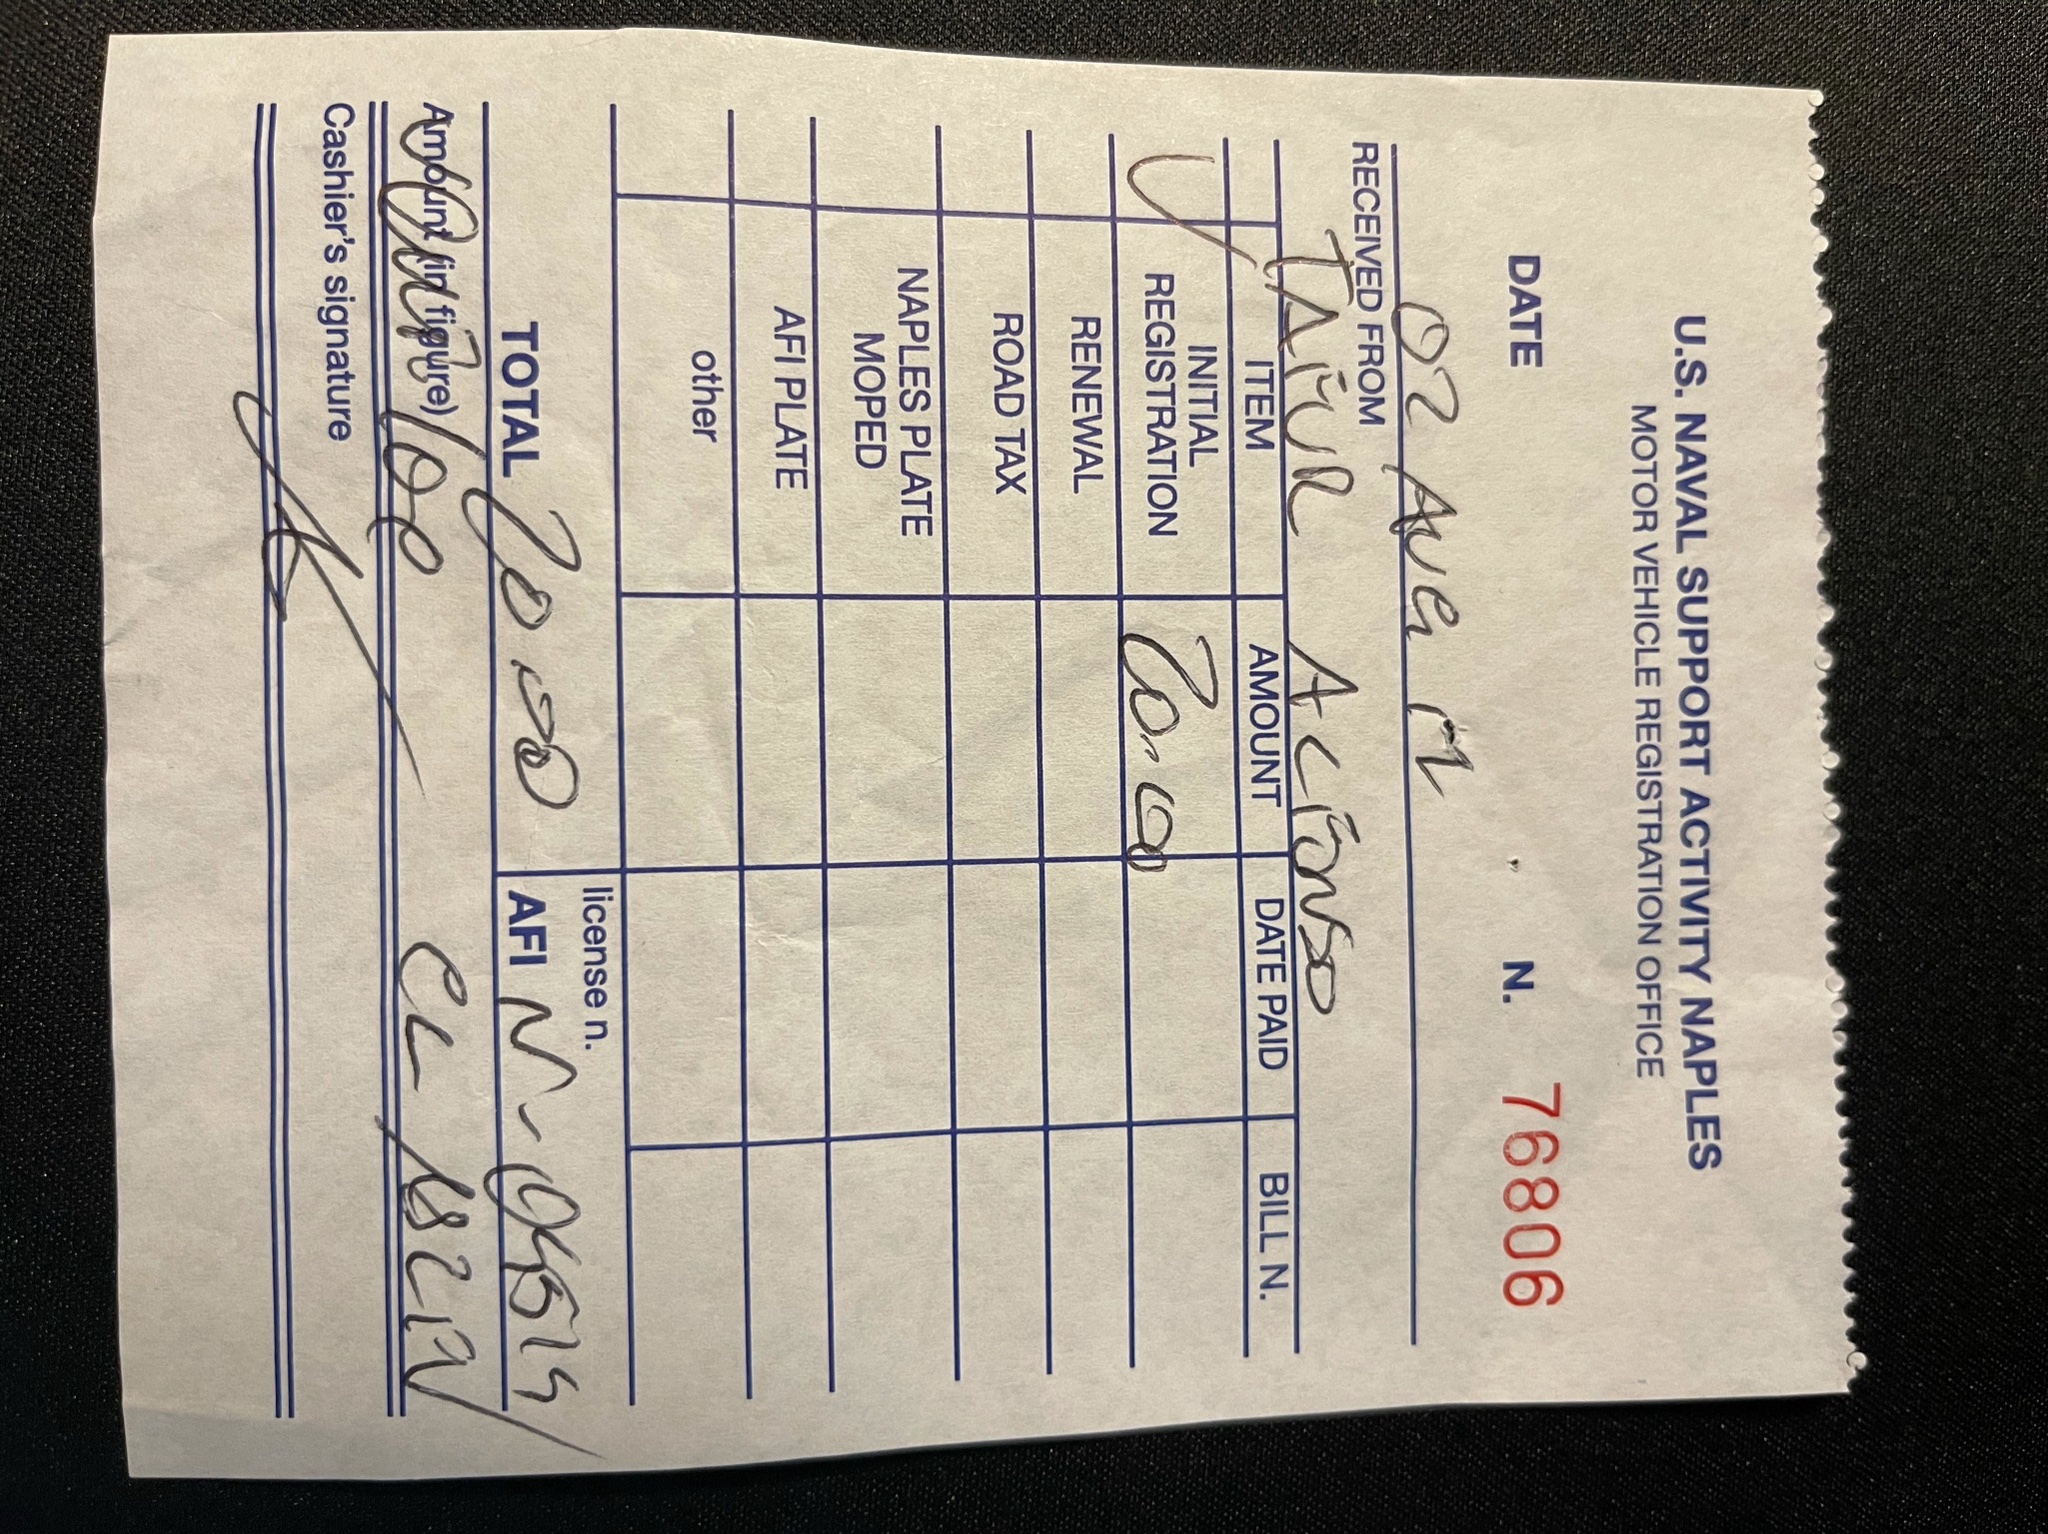 U.S. NAVAL SUPPORT ACTIVITY NAPLES
MOTOR VEHICLE REGISTRATION OFFICE
DATE N. 76806
02
RECEIVED FROM
ITEM AMOUNT DATE PAID BILL N.
INITIAL
REGISTRATION 20.00
RENEWAL
ROAD TAX
NAPLES PLATE
MOPED
AFI PLATE
other
license n.
TOTAL 20.00 AFI
Amount (in figure) /00
Cashier's signature